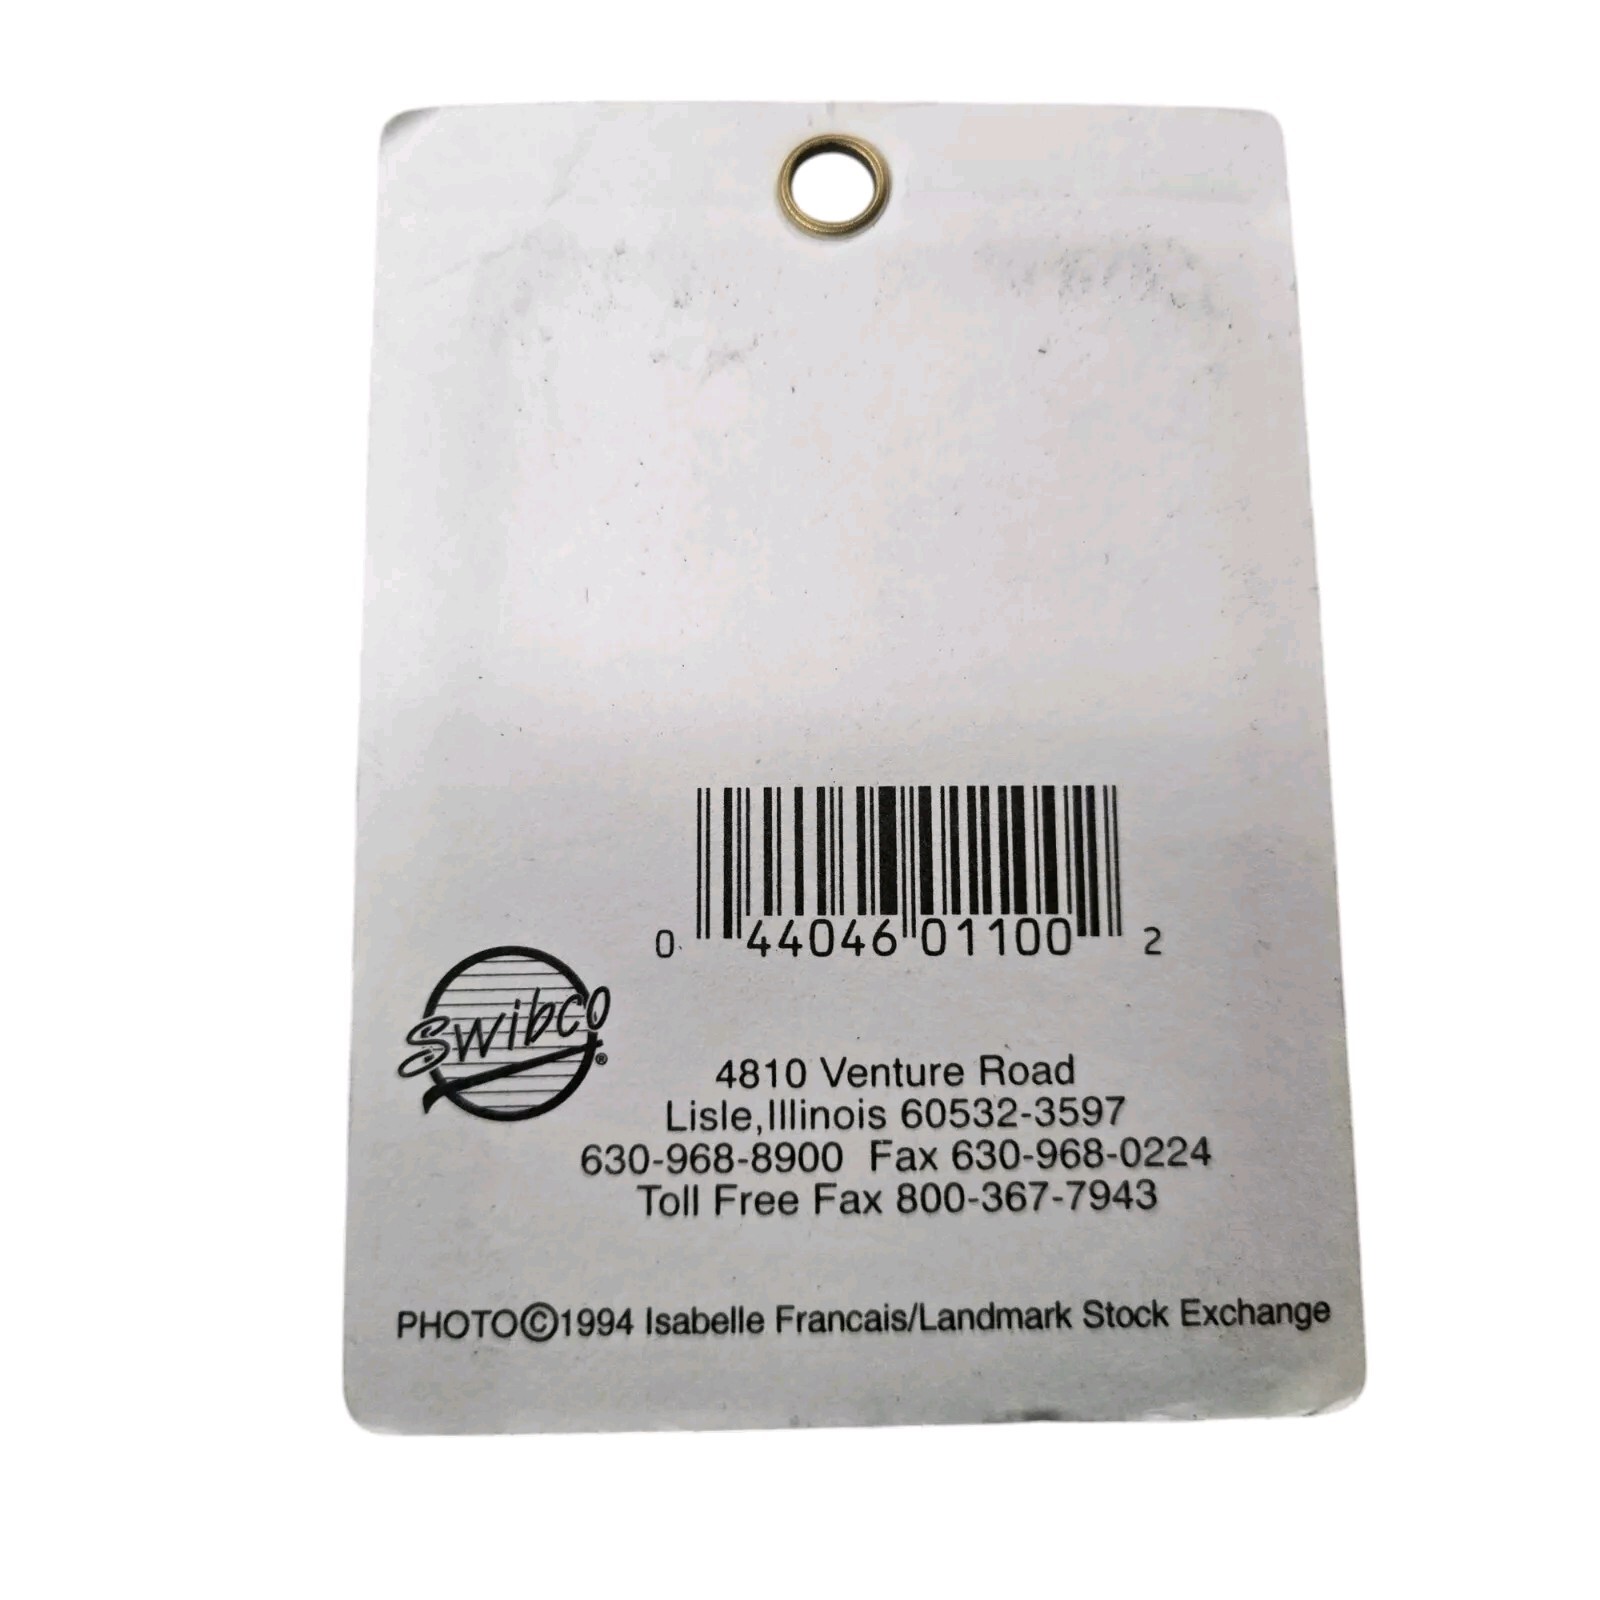 0 44046 01100 2
Swibco®
4810 Venture Road
Lisle, Illinois 60532-3597
630-968-8900 Fax 630-968-0224
Toll Free Fax 800-367-7943
PHOTO©1994 Isabelle Francais/Landmark Stock Exchange